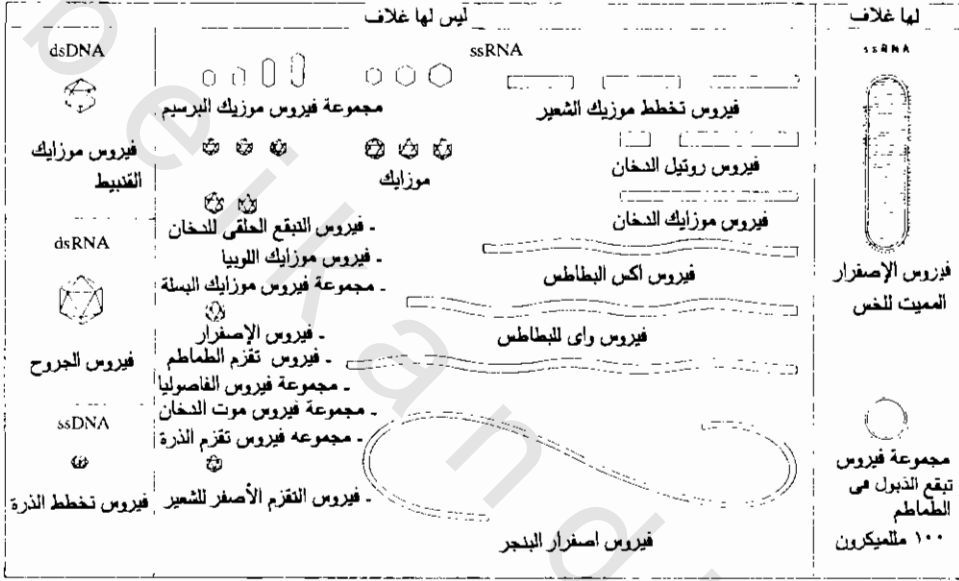 لها غلاف
ssRNA
فيروس الإصفرار
المميت للخس
مجموعة فيروس
تبقع الذبول فى
الطماطم
١٠٠ مللميكرون
ليس لها غلاف
ssRNA
فيروس تخطط موزيك الشعير
فيروس روتيل الدخان
فيروس موزايك الدخان
فيروس اكس البطاطس
فيروس واى للبطاطس
فيروس اصفرار البنجر
مجموعة فيروس موزيك البرسيم
موزايك
ـ فيروس التبقع الحلقى للدخان
ـ فيروس موزايك اللوبيا
ـ مجموعة فيروس موزايك البسلة
ـ فيروس الإصفرار
ـ فيروس تقزم الطماطم
ـ مجموعة فيروس الفاصوليا
ـ مجموعة فيروس موت الدخان
ـ مجموعه فيروس تقزم الذرة
ـ فيروس التقزم الأصفر للشعير
dsDNA
فيروس موزايك
القنبيط
dsRNA
فيروس الجروح
ssDNA
فيروس تخطط الذرة